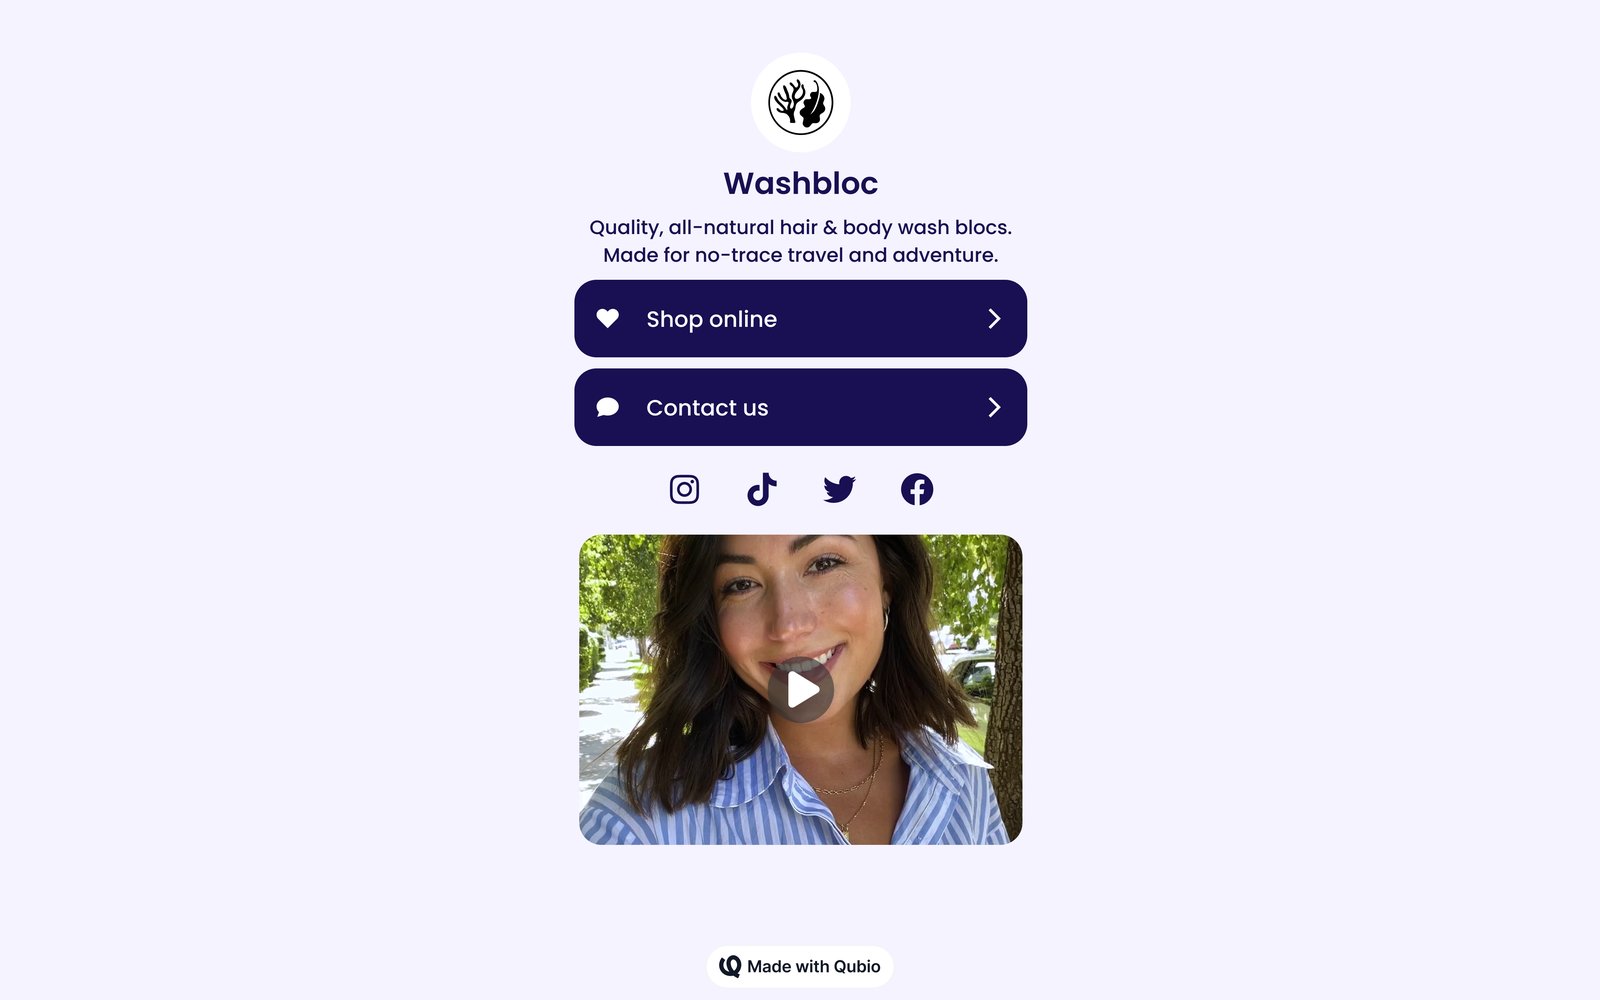 Washbloc
Quality, all-natural hair & body wash blocs.
Made for no-trace travel and adventure.
Shop online
Contact us
Made with Qubio